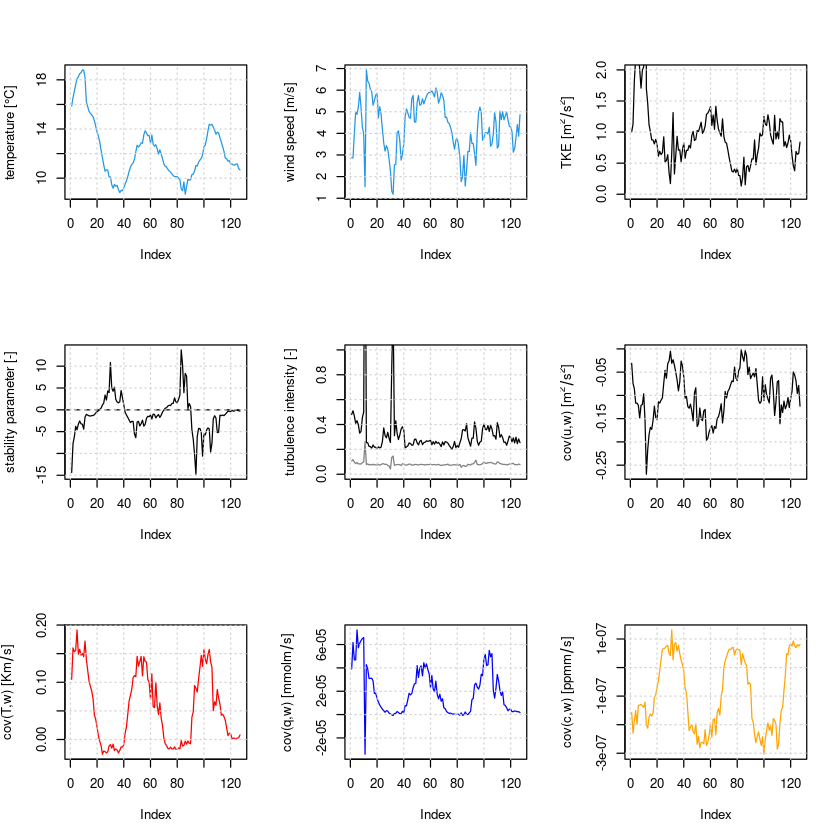 temperature [°C]
10
14
18
0 20 40 60 80 120
Index
wind speed [m/s]
1 2 3 4 5 6 7
0 20 40 60 80 120
Index
TKE [m²/s²]
0.0 0.5 1.0 1.5 2.0
0 20 40 60 80 120
Index
stability parameter [-]
-15 -5 0 5 10
0 20 40 60 80 120
Index
turbulence intensity [-]
0.0 0.4 0.8
0 20 40 60 80 120
Index
cov(u,w) [m²/s²]
-0.25 -0.15 -0.05
0 20 40 60 80 120
Index
cov(T,w) [Km/s]
0.00 0.10 0.20
0 20 40 60 80 120
Index
cov(q,w) [mmolm/s]
-2e-05 2e-05 6e-05
0 20 40 60 80 120
Index
cov(c,w) [ppmm/s]
-3e-07 -1e-07 1e-07
0 20 40 60 80 120
Index